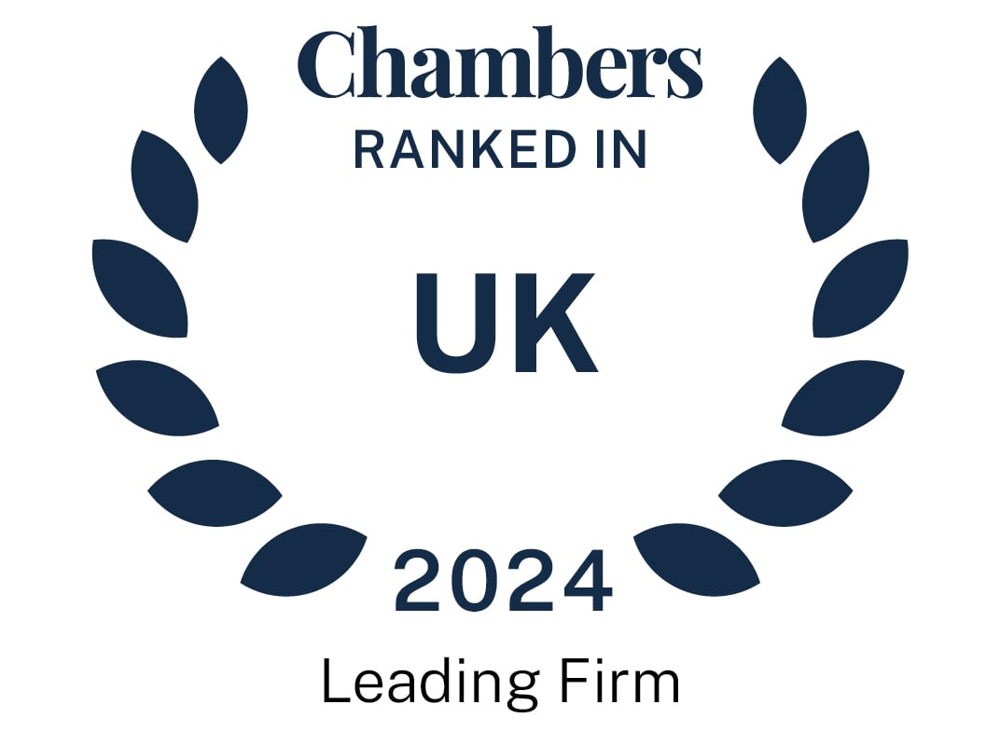 Chambers
RANKED IN
UK
2024
Leading Firm